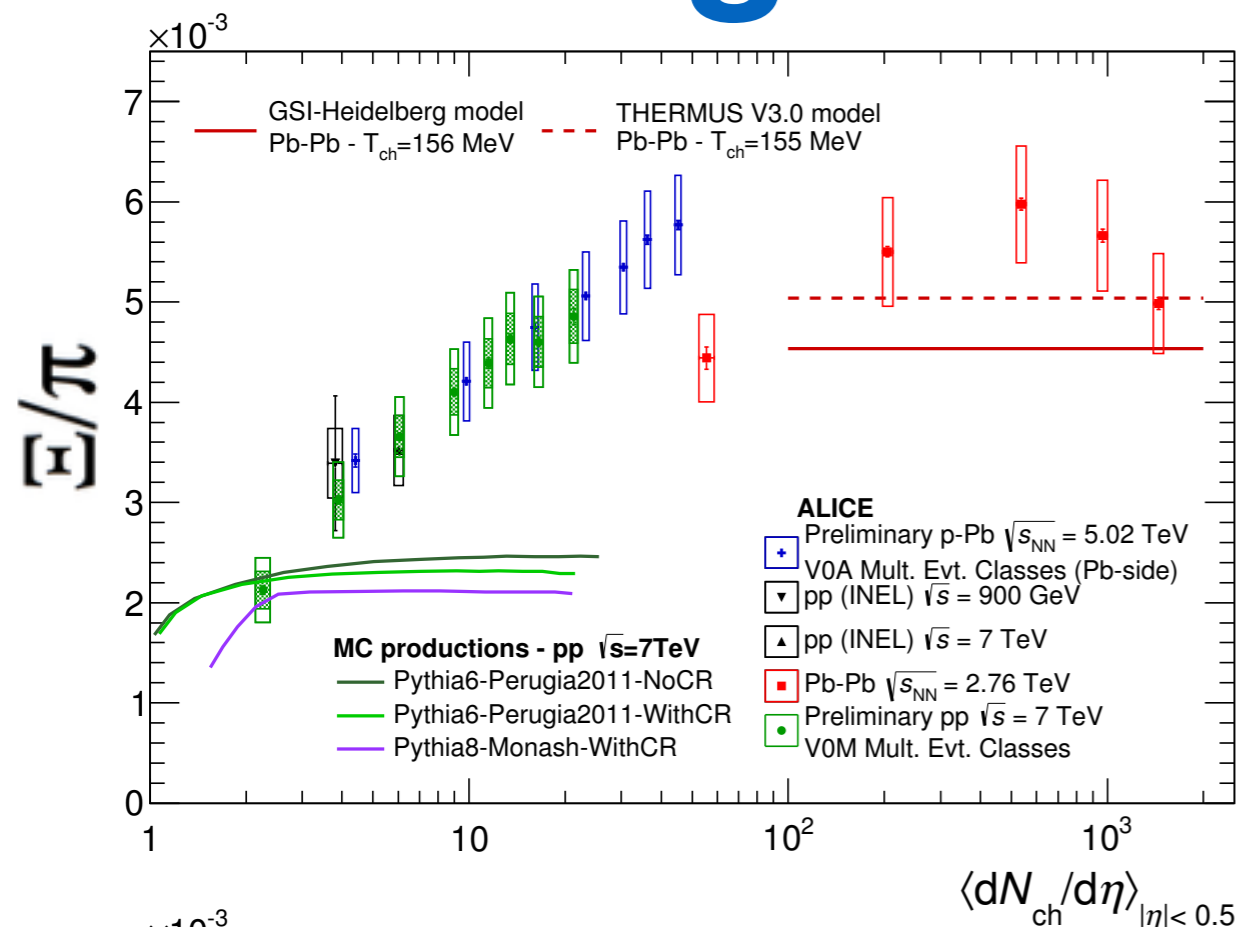 g
×10⁻³
7
6
5
4
3
2
1
0
Ξ/π
GSI-Heidelberg model
Pb-Pb - T_ch=156 MeV
THERMUS V3.0 model
Pb-Pb - T_ch=155 MeV
ALICE
Preliminary p-Pb √s_NN = 5.02 TeV
V0A Mult. Evt. Classes (Pb-side)
pp (INEL) √s = 900 GeV
pp (INEL) √s = 7 TeV
Pb-Pb √s_NN = 2.76 TeV
Preliminary pp √s = 7 TeV
V0M Mult. Evt. Classes
MC productions - pp √s=7TeV
Pythia6-Perugia2011-NoCR
Pythia6-Perugia2011-WithCR
Pythia8-Monash-WithCR
1 10 10² 10³
⟨dN_ch/dη⟩_|η|< 0.5
×10⁻³